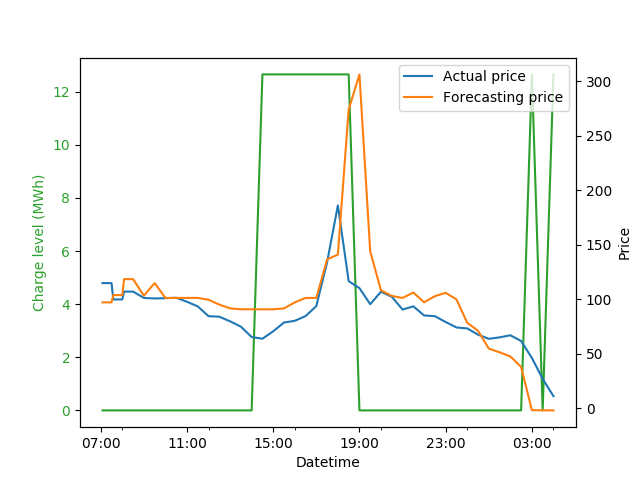 Actual price
Forecasting price
Charge level (MWh)
12
10
8
6
4
2
0
300
250
200
150
100
50
0
Price
07:00 11:00 15:00 19:00 23:00 03:00
Datetime